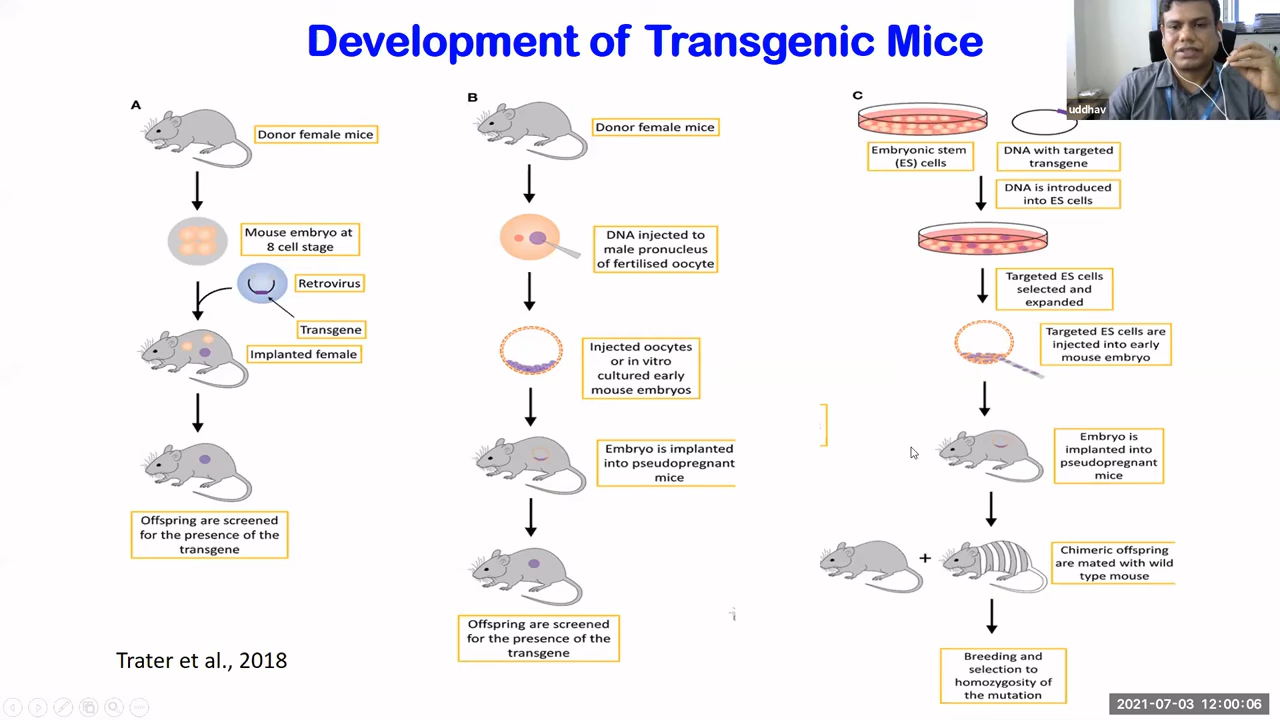 Development of Transgenic Mice
uddhav
A
Donor female mice
Mouse embryo at
8 cell stage
Retrovirus
Transgene
Implanted female
Offspring are screened
for the presence of the
transgene
B
Donor female mice
DNA injected to
male pronucleus
of fertilised oocyte
Injected oocytes
or in vitro
cultured early
mouse embryos
Embryo is implanted
into pseudopregnant
mice
Offspring are screened
for the presence of the
transgene
C
Embryonic stem
(ES) cells
DNA with targeted
transgene
DNA is introduced
into ES cells
Targeted ES cells
selected and
expanded
Targeted ES cells are
injected into early
mouse embryo
Embryo is
implanted into
pseudopregnant
mice
+
Chimeric offspring
are mated with wild
type mouse
Breeding and
selection to
homozygosity of
the mutation
Trater et al., 2018
2021-07-03 12:00:06